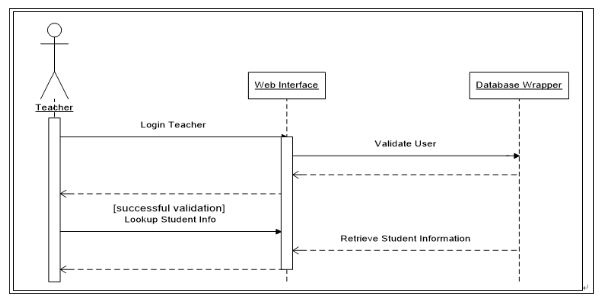 Teacher
Web Interface
Database Wrapper
Login Teacher
Validate User
[successful validation]
Lookup Student Info
Retrieve Student Information